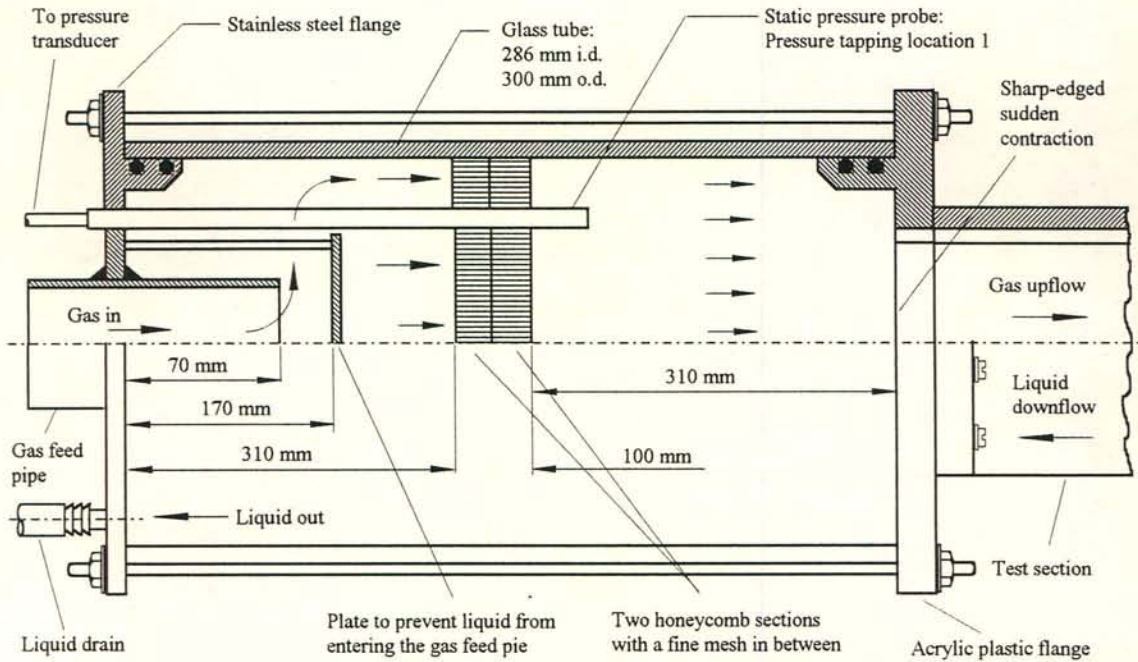 To pressure
transducer
Stainless steel flange
Glass tube:
286 mm i.d.
300 mm o.d.
Static pressure probe:
Pressure tapping location 1
Sharp-edged
sudden
contraction
Gas in
Gas upflow
70 mm
310 mm
Liquid
downflow
170 mm
Gas feed
pipe
310 mm
100 mm
Liquid out
Test section
Liquid drain
Plate to prevent liquid from
entering the gas feed pie
Two honeycomb sections
with a fine mesh in between
Acrylic plastic flange